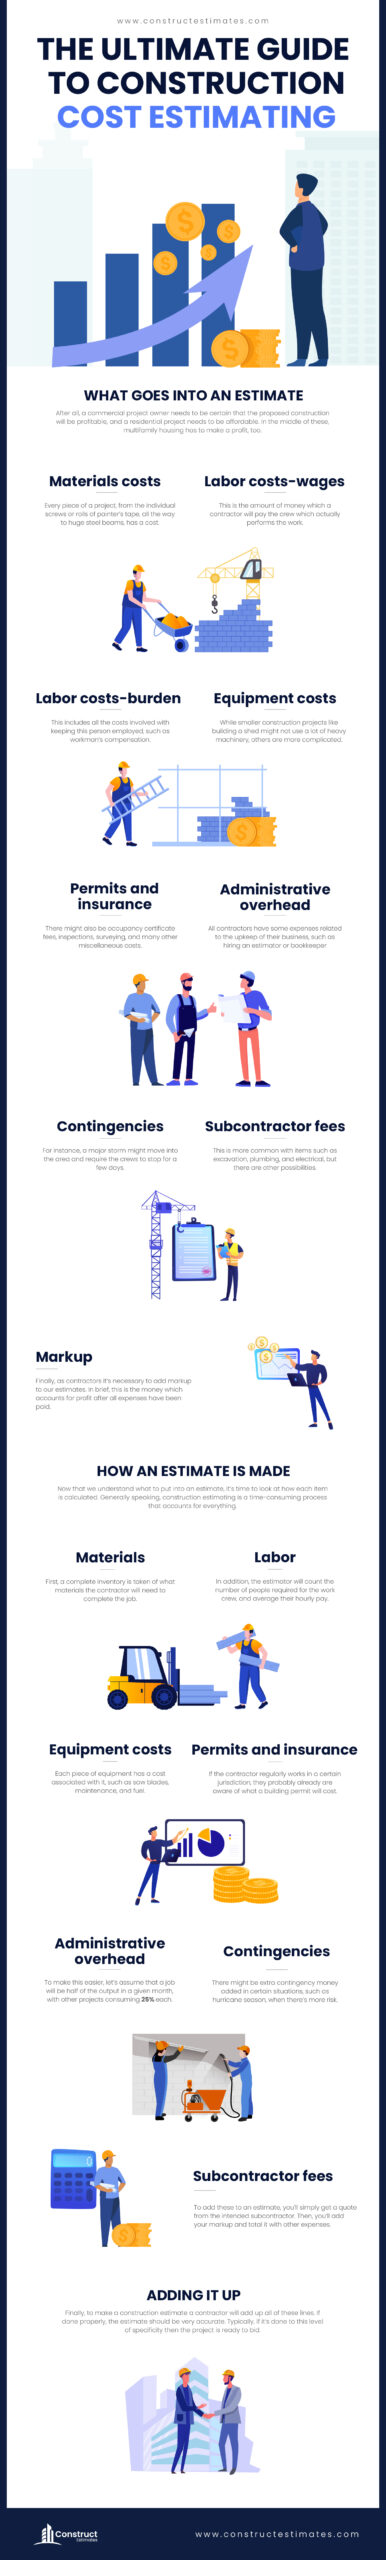 www.constructestimates.com
THE ULTIMATE GUIDE
TO CONSTRUCTION
COST ESTIMATING
WHAT GOES INTO AN ESTIMATE
After all, a commercial project owner needs to be certain that the proposed construction
will be profitable, and a residential project needs to be affordable. In the middle of these,
multifamily housing has to make a profit, too.
Materials costs
Every piece of a project, from the individual
screws or rolls of painter's tape, all the way
to huge steel beams, has a cost.
Labor costs-wages
This is the amount of money which a
contractor will pay the crew which actually
performs the work.
Labor costs-burden
This includes all the costs involved with
keeping this person employed, such as
workman's compensation.
Equipment costs
While smaller construction projects like
building a shed might not use a lot of heavy
machinery, others are more complicated.
Permits and
insurance
There might also be occupancy certificate
fees, inspections, surveying, and many other
miscellaneous costs.
Administrative
overhead
All contractors have some expenses related
to the upkeep of their business, such as
hiring an estimator or bookkeeper
Contingencies
For instance, a major storm might move into
the area and require the crews to stop for a
few days.
Subcontractor fees
This is more common with items such as
excavation, plumbing, and electrical, but
there are other possibilities.
Markup
Finally, as contractors it's necessary to add markup
to our estimates. In brief, this is the money which
accounts for profit after all expenses have been
paid.
HOW AN ESTIMATE IS MADE
Now that we understand what to put into an estimate, it's time to look at how each item
is calculated. Generally speaking, construction estimating is a time-consuming process
that accounts for everything.
Materials
First, a complete inventory is taken of what
materials the contractor will need to
complete the job.
Labor
In addition, the estimator will count the
number of people required for the work
crew, and average their hourly pay.
Equipment costs
Each piece of equipment has a cost
associated with it, such as saw blades,
maintenance, and fuel.
Permits and insurance
If the contractor regularly works in a certain
jurisdiction, they probably already are
aware of what a building permit will cost.
Administrative
overhead
To make this easier, let's assume that a job
will be half of the output in a given month,
with other projects consuming 25% each.
Contingencies
There might be extra contingency money
added in certain situations, such as
hurricane season, when there's more risk.
Subcontractor fees
To add these to an estimate, you'll simply get a quote
from the intended subcontractor. Then, you'll add
your markup and total it with other expenses.
ADDING IT UP
Finally, to make a construction estimate a contractor will add up all of these lines. If
done properly, the estimate should be very accurate. Typically, if it's done to this level
of specificity then the project is ready to bid.
Construct
Estimates
www.constructestimates.com